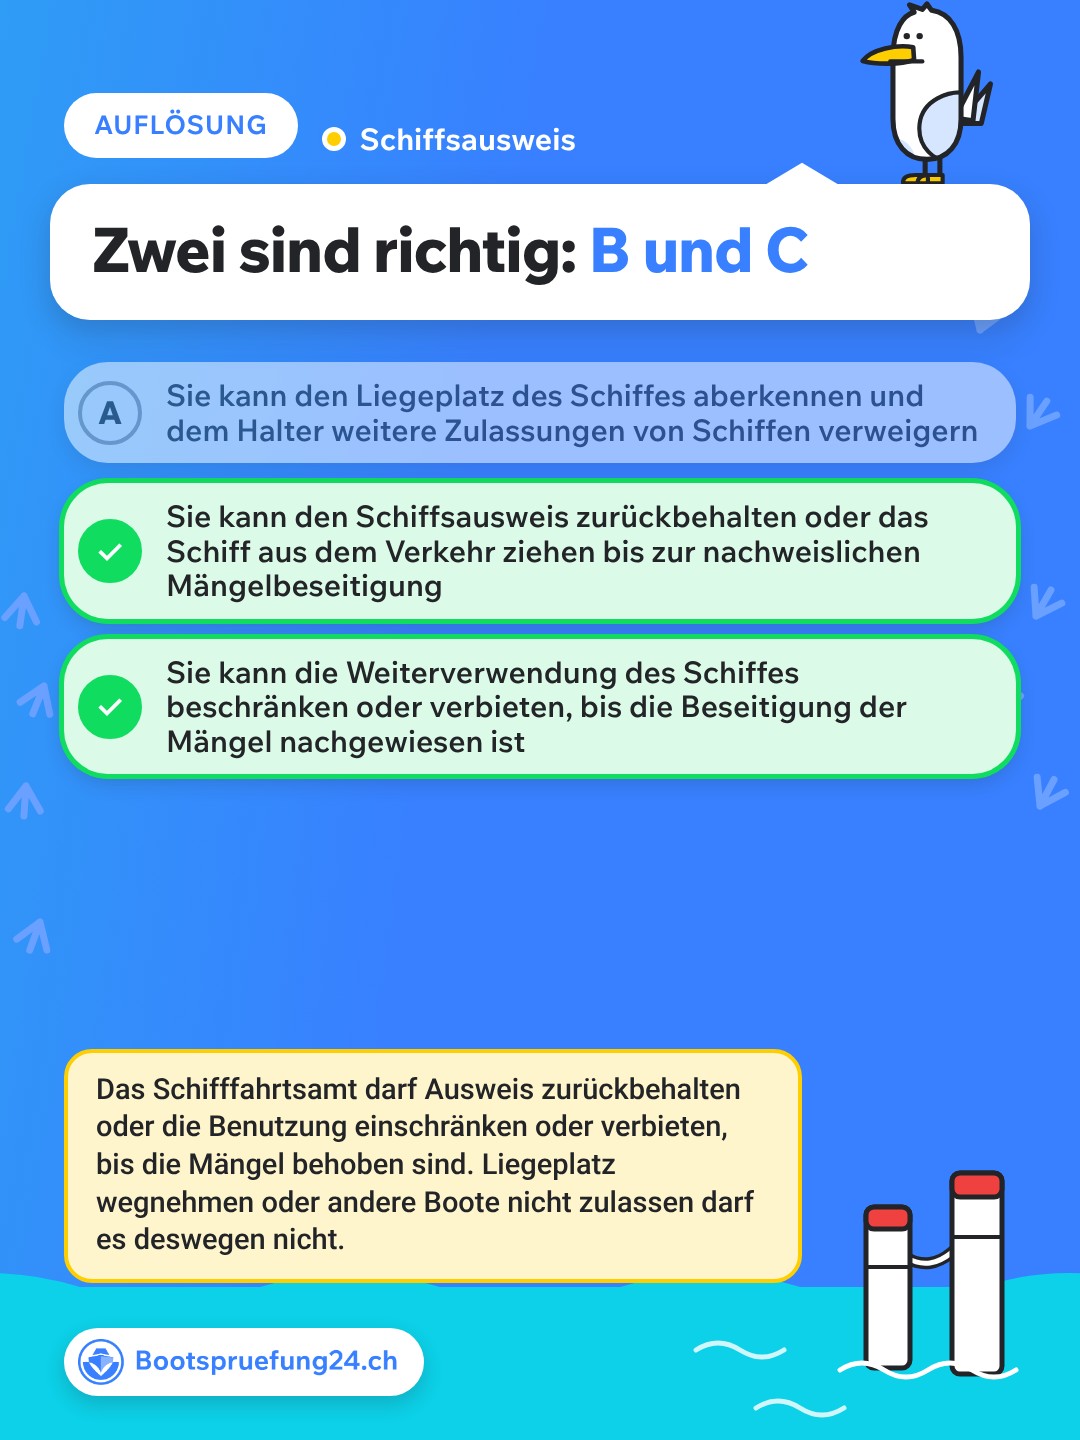 AUFLÖSUNG
Schiffsausweis
Zwei sind richtig: B und C
A
Sie kann den Liegeplatz des Schiffes aberkennen und
dem Halter weitere Zulassungen von Schiffen verweigern
Sie kann den Schiffsausweis zurückbehalten oder das
Schiff aus dem Verkehr ziehen bis zur nachweislichen
Mängelbeseitigung
Sie kann die Weiterverwendung des Schiffes
beschränken oder verbieten, bis die Beseitigung der
Mängel nachgewiesen ist
Das Schifffahrtsamt darf Ausweis zurückbehalten
oder die Benutzung einschränken oder verbieten,
bis die Mängel behoben sind. Liegeplatz
wegnehmen oder andere Boote nicht zulassen darf
es deswegen nicht.
Bootspruefung24.ch